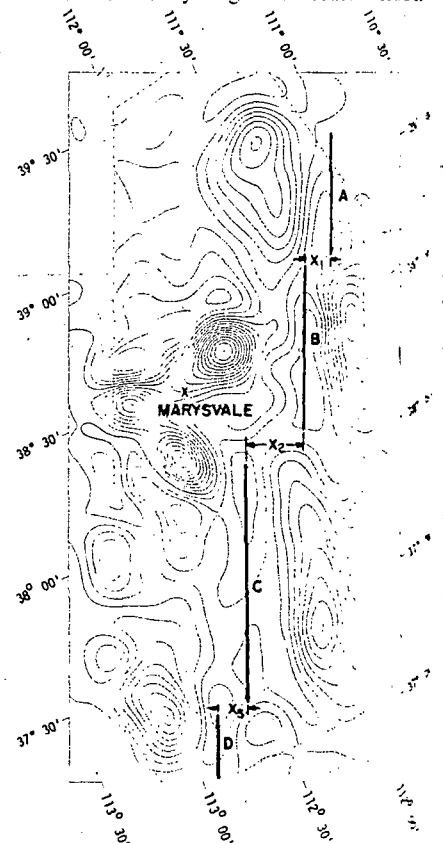 112° 00'
111° 30'
111° 00'
110° 30'
39° 30'
A
X₁
39° 00'
B
X
MARYSVALE
38° 30'
X₂
38° 00'
C
37° 30'
X₃
D
113° 30'
113° 00'
112° 30'